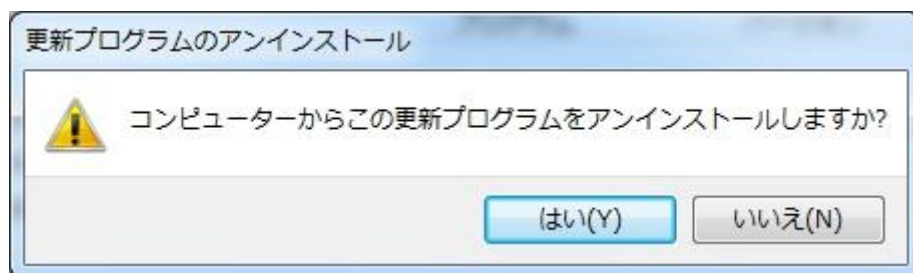 更新プログラムのアンインストール
コンピューターからこの更新プログラムをアンインストールしますか?
はい(Y)
いいえ(N)